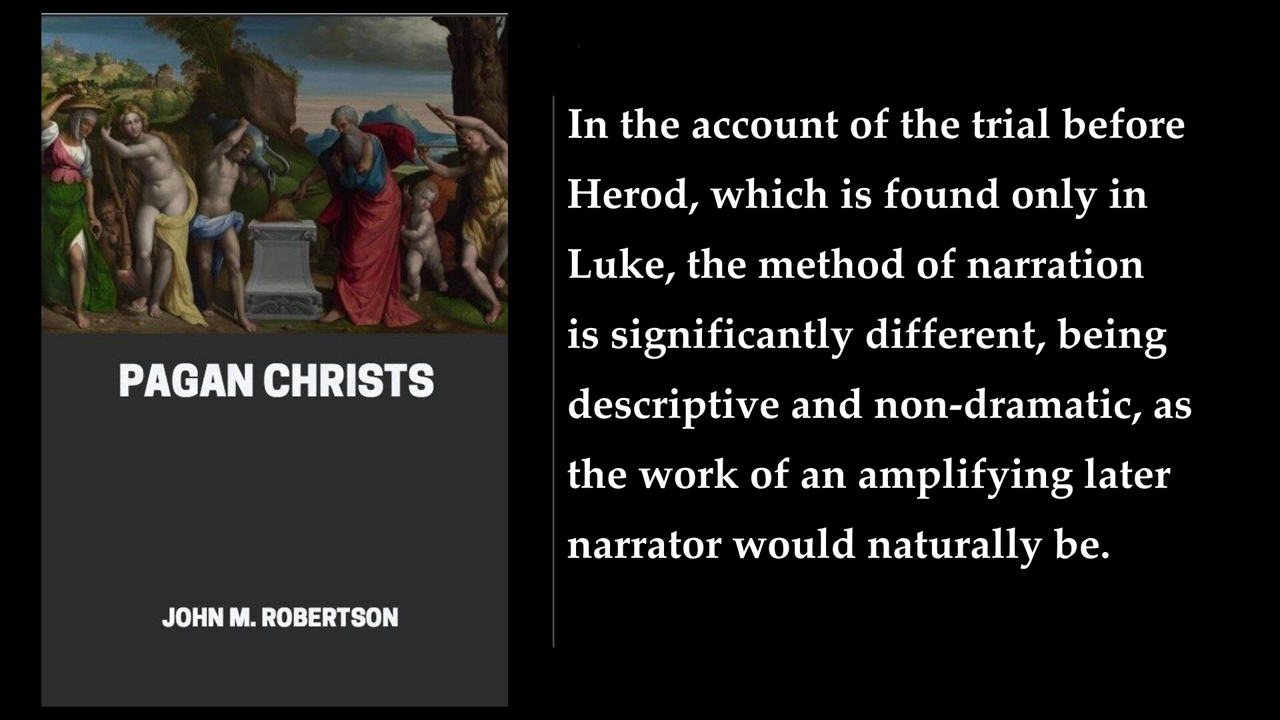 PAGAN CHRISTS
JOHN M. ROBERTSON
In the account of the trial before
Herod, which is found only in
Luke, the method of narration
is significantly different, being
descriptive and non-dramatic, as
the work of an amplifying later
narrator would naturally be.